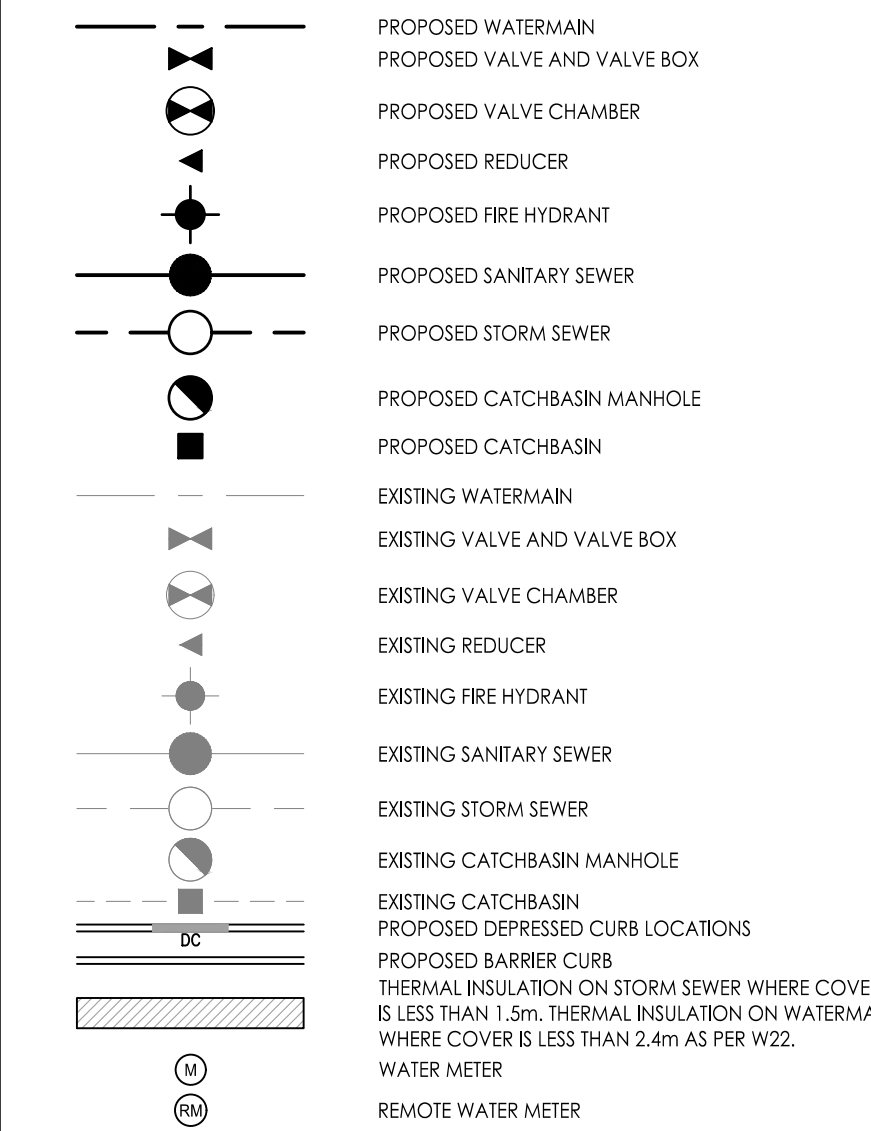 PROPOSED WATERMAIN
PROPOSED VALVE AND VALVE BOX
PROPOSED VALVE CHAMBER
PROPOSED REDUCER
PROPOSED FIRE HYDRANT
PROPOSED SANITARY SEWER
PROPOSED STORM SEWER
PROPOSED CATCHBASIN MANHOLE
PROPOSED CATCHBASIN
EXISTING WATERMAIN
EXISTING VALVE AND VALVE BOX
EXISTING VALVE CHAMBER
EXISTING REDUCER
EXISTING FIRE HYDRANT
EXISTING SANITARY SEWER
EXISTING STORM SEWER
EXISTING CATCHBASIN MANHOLE
EXISTING CATCHBASIN
DC PROPOSED DEPRESSED CURB LOCATIONS
PROPOSED BARRIER CURB
THERMAL INSULATION ON STORM SEWER WHERE COVE
IS LESS THAN 1.5m. THERMAL INSULATION ON WATERMA
WHERE COVER IS LESS THAN 2.4m AS PER W22.
M WATER METER
RM REMOTE WATER METER